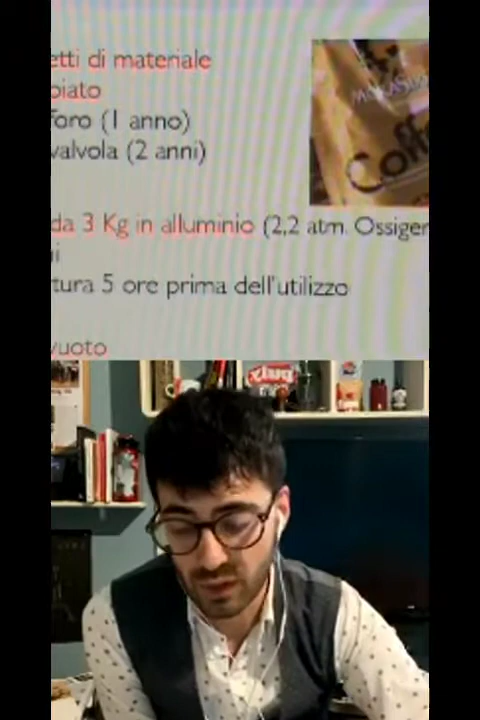 etti di materiale
piato
foro (1 anno)
valvola (2 anni)
Coff
da 3 Kg in alluminio (2,2 atm. Ossiger
i
tura 5 ore prima dell'utilizzo
vuoto